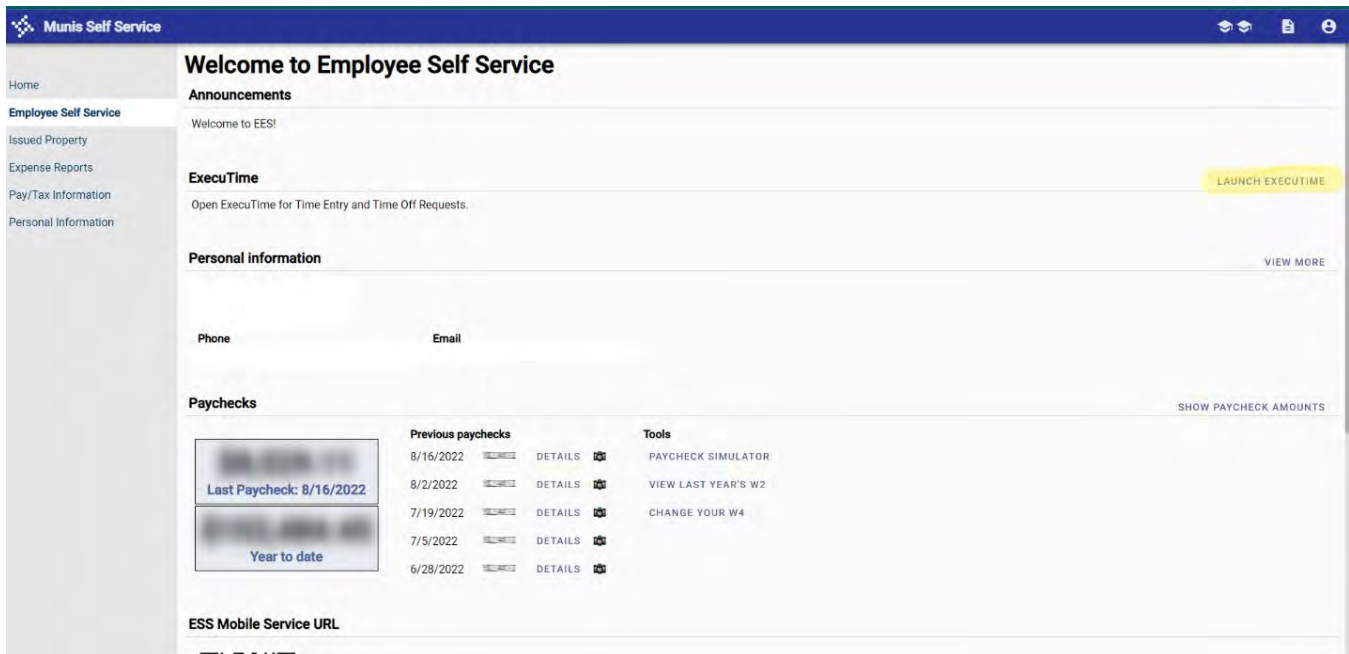 Munis Self Service
Home
Employee Self Service
Issued Property
Expense Reports
Pay/Tax Information
Personal Information
Welcome to Employee Self Service
Announcements
Welcome to EES!
ExecuTime
LAUNCH EXECUTIME
Open ExecuTime for Time Entry and Time Off Requests.
Personal information
VIEW MORE
Phone Email
Paychecks
SHOW PAYCHECK AMOUNTS
Last Paycheck: 8/16/2022
Year to date
Previous paychecks
8/16/2022 DETAILS
8/2/2022 DETAILS
7/19/2022 DETAILS
7/5/2022 DETAILS
6/28/2022 DETAILS
Tools
PAYCHECK SIMULATOR
VIEW LAST YEAR'S W2
CHANGE YOUR W4
ESS Mobile Service URL